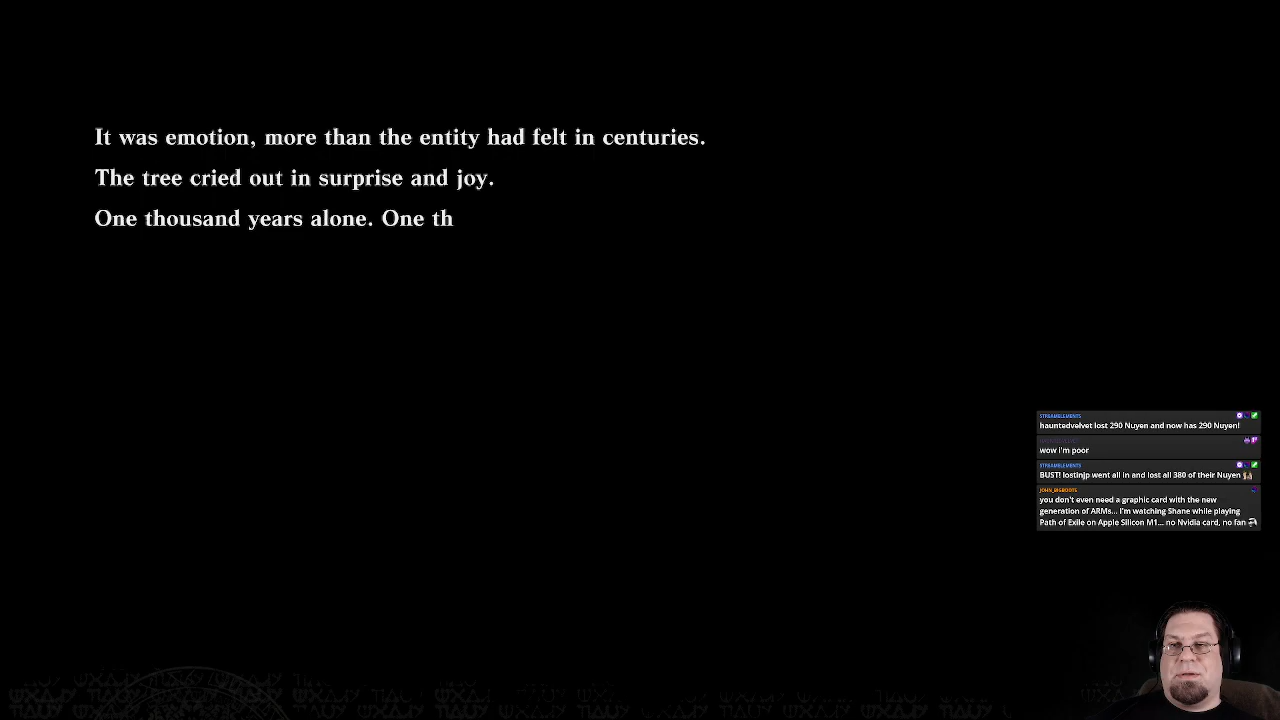 It was emotion, more than the entity had felt in centuries.
The tree cried out in surprise and joy.
One thousand years alone. One th
STREAMELEMENTS
hauntedvelvet lost 290 Nuyen and now has 290 Nuyen!
wow i'm poor
STREAMELEMENTS
BUST! lostinjp went all in and lost all 380 of their Nuyen
JOHN_BIGBOOTE
you don't even need a graphic card with the new
generation of ARMs... I'm watching Shane while playing
Path of Exile on Apple Silicon M1... no Nvidia card, no fan